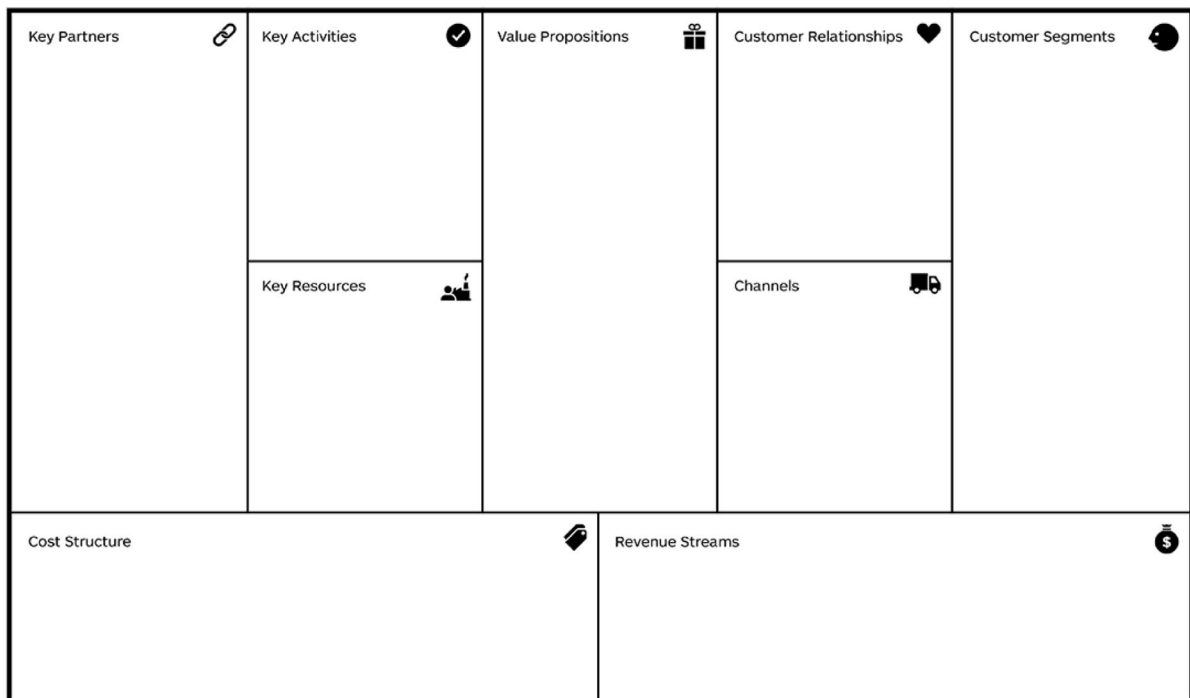 Key Partners
Key Activities
Value Propositions
Customer Relationships
Customer Segments
Key Resources
Channels
Cost Structure
Revenue Streams
$